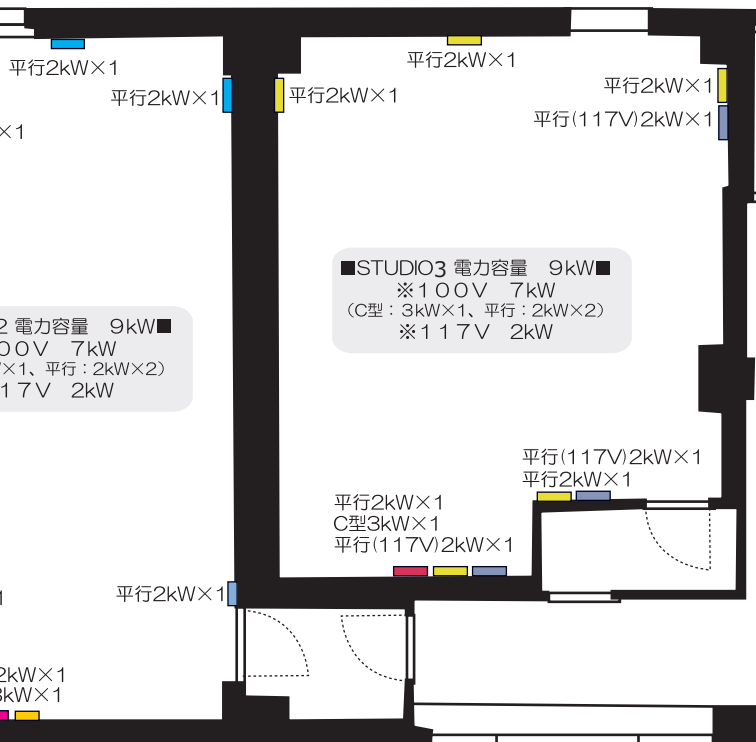 平行2kW×1
平行2kW×1
×1
2 電力容量　9kW■
00V　7kW
×1、平行：2kW×2）
17V　2kW
平行2kW×1
2kW×1
3kW×1
平行2kW×1
平行2kW×1
平行2kW×1
平行(117V)2kW×1
■STUDIO3 電力容量　9kW■
※100V　7kW
（C型：3kW×1、平行：2kW×2）
※117V　2kW
平行(117V)2kW×1
平行2kW×1
平行2kW×1
C型3kW×1
平行(117V)2kW×1